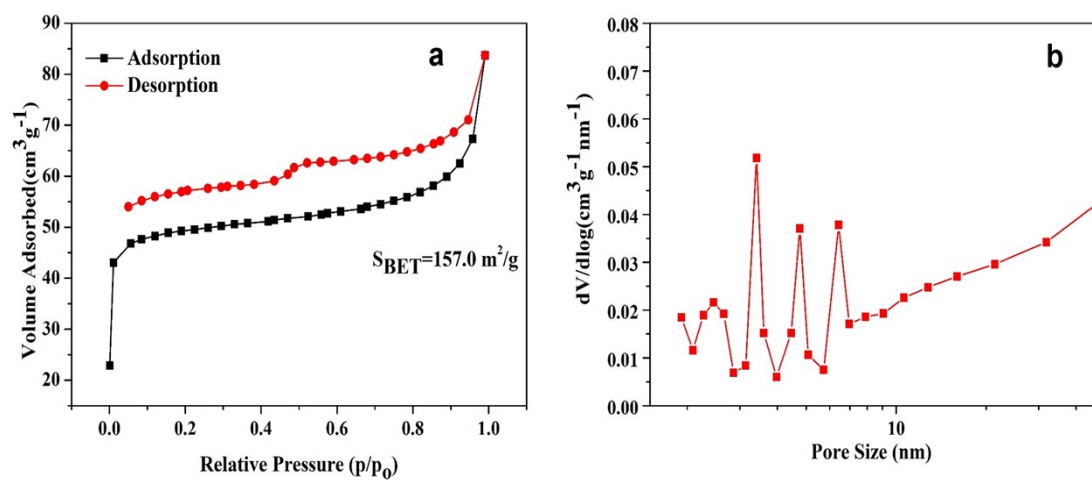 a
Adsorption
Desorption
Volume Adsorbed(cm³g⁻¹)
90
80
70
60
50
40
30
20
S_BET=157.0 m²/g
0.0 0.2 0.4 0.6 0.8 1.0
Relative Pressure (p/p₀)
b
dV/dlog(cm³g⁻¹nm⁻¹)
0.08
0.07
0.06
0.05
0.04
0.03
0.02
0.01
0.00
10
Pore Size (nm)